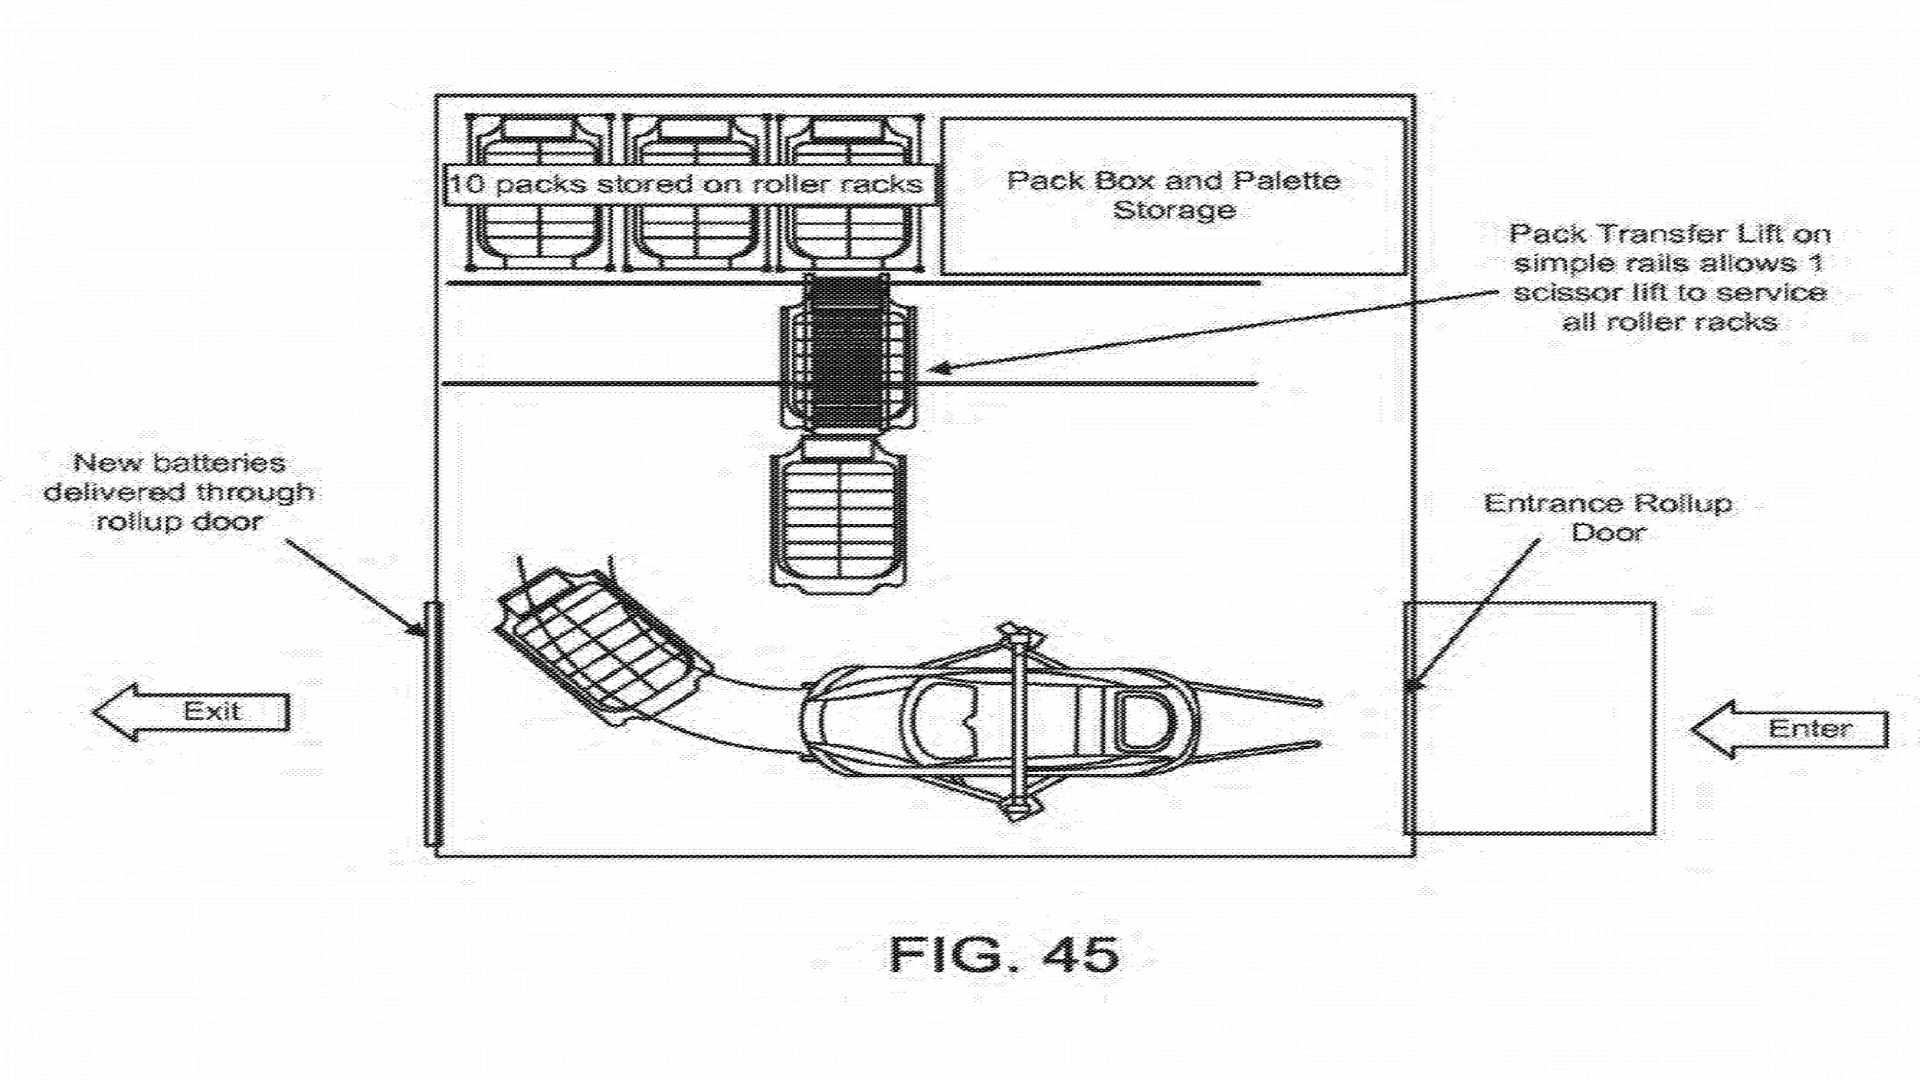 10 packs stored on roller racks
Pack Box and Palette
Storage
Pack Transfer Lift on
simple rails allows 1
scissor lift to service
all roller racks
New batteries
delivered through
rollup door
Entrance Rollup
Door
Exit
Enter
FIG. 45